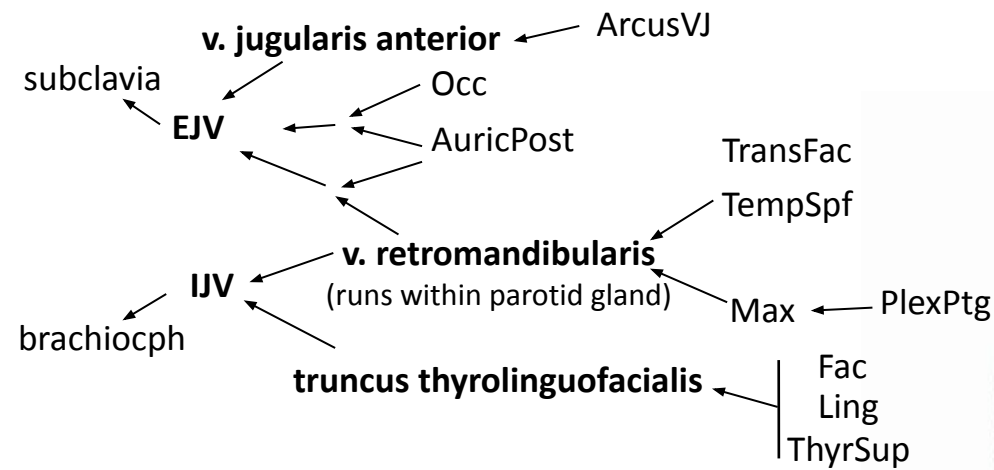 v. jugularis anterior
ArcusVJ
subclavia
Occ
EJV
AuricPost
TransFac
TempSpf
v. retromandibularis
IJV
(runs within parotid gland)
Max
PlexPtg
brachiocph
truncus thyrolinguofacialis
Fac
Ling
ThyrSup